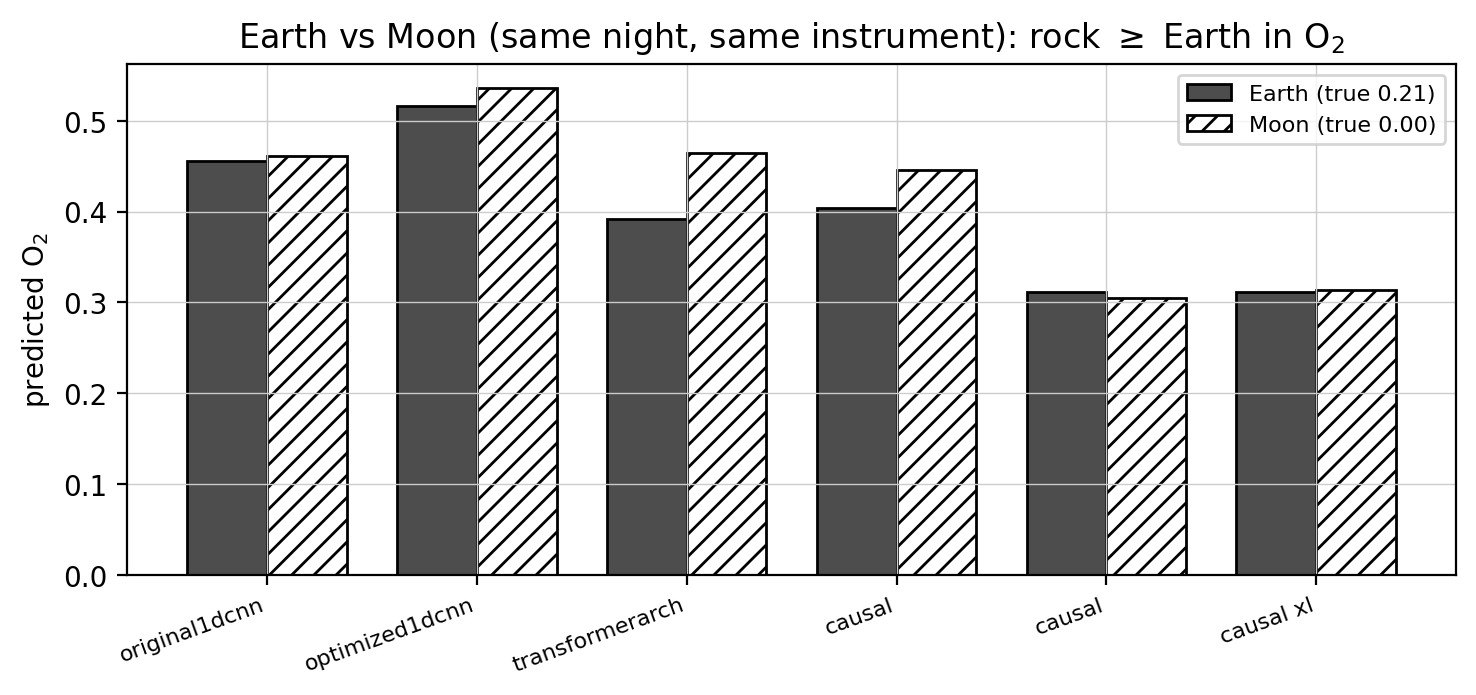 Earth vs Moon (same night, same instrument): rock ≥ Earth in O₂
Earth (true 0.21)
Moon (true 0.00)
predicted O₂
0.5
0.4
0.3
0.2
0.1
0.0
original1dcnn
optimized1dcnn
transformerarch
causal
causal
causal xl